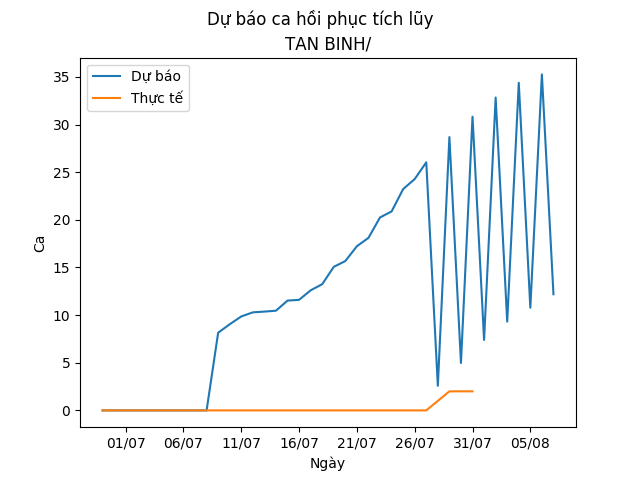 Dự báo ca hồi phục tích lũy
TAN BINH/
Dự báo
Thực tế
35
30
25
20
15
10
5
0
Ca
01/07 06/07 11/07 16/07 21/07 26/07 31/07 05/08
Ngày